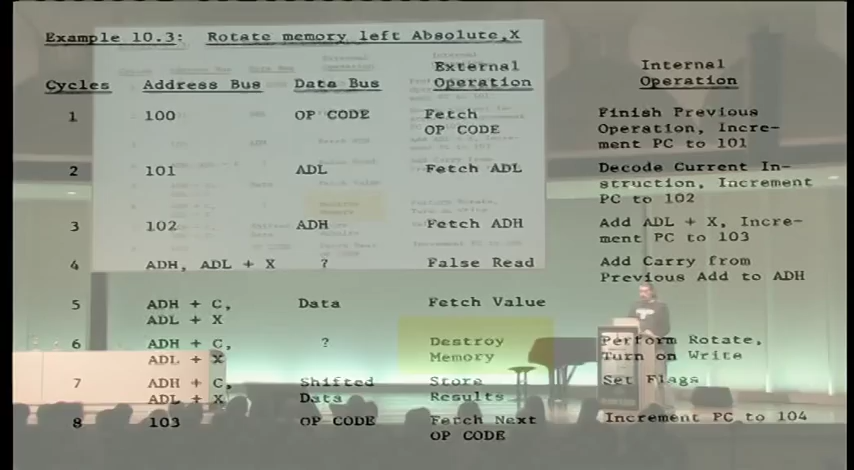 Example 10.3: Rotate memory left Absolute,X
Cycles Address Bus Data Bus External Operation Internal Operation
1 100 OP CODE Fetch OP CODE Finish Previous Operation, Incre-
ment PC to 101
2 101 ADL Fetch ADL Decode Current In-
struction, Increment
PC to 102
3 102 ADH Fetch ADH Add ADL + X, Incre-
ment PC to 103
4 ADH, ADL + X ? False Read Add Carry from
Previous Add to ADH
5 ADH + C, Data Fetch Value
ADL + X
6 ADH + C, ? Destroy Perform Rotate,
ADL + X Memory Turn on Write
7 ADH + C, Shifted Store Set Flags
ADL + X Data Results
8 103 OP CODE Fetch Next Increment PC to 104
OP CODE